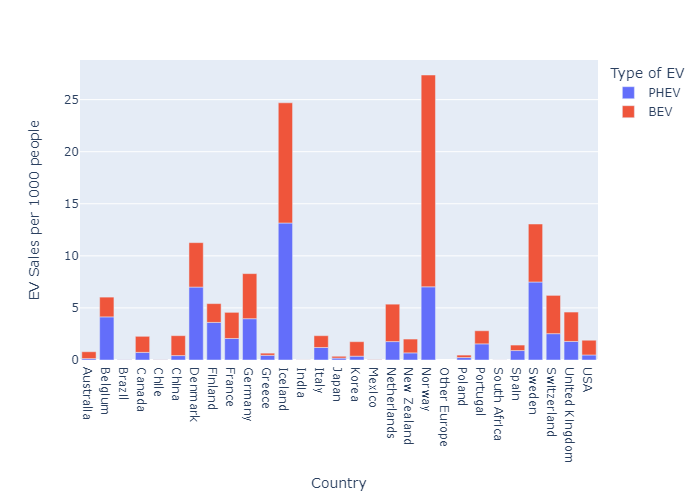 Type of EV
PHEV
BEV
EV Sales per 1000 people
25
20
15
10
5
0
Australia
Belgium
Brazil
Canada
Chile
China
Denmark
Finland
France
Germany
Greece
Iceland
India
Italy
Japan
Korea
Mexico
Netherlands
New Zealand
Norway
Other Europe
Poland
Portugal
South Africa
Spain
Sweden
Switzerland
United Kingdom
USA
Country